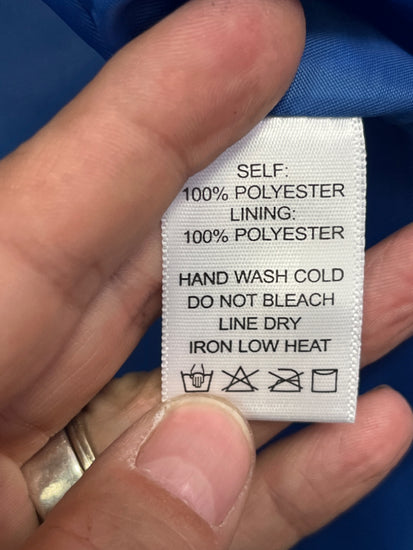 SELF:
100% POLYESTER
LINING:
100% POLYESTER
HAND WASH COLD
DO NOT BLEACH
LINE DRY
IRON LOW HEAT